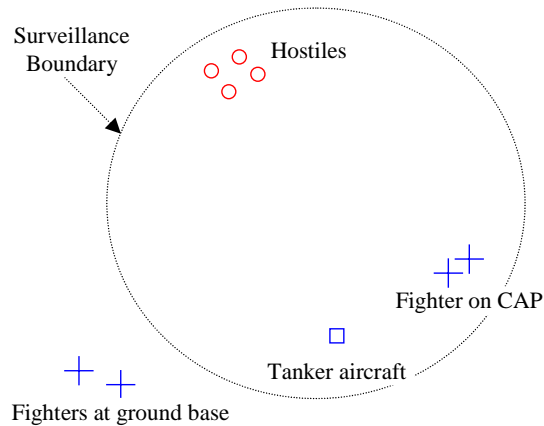 Surveillance
Boundary
Hostiles
Fighter on CAP
Tanker aircraft
Fighters at ground base